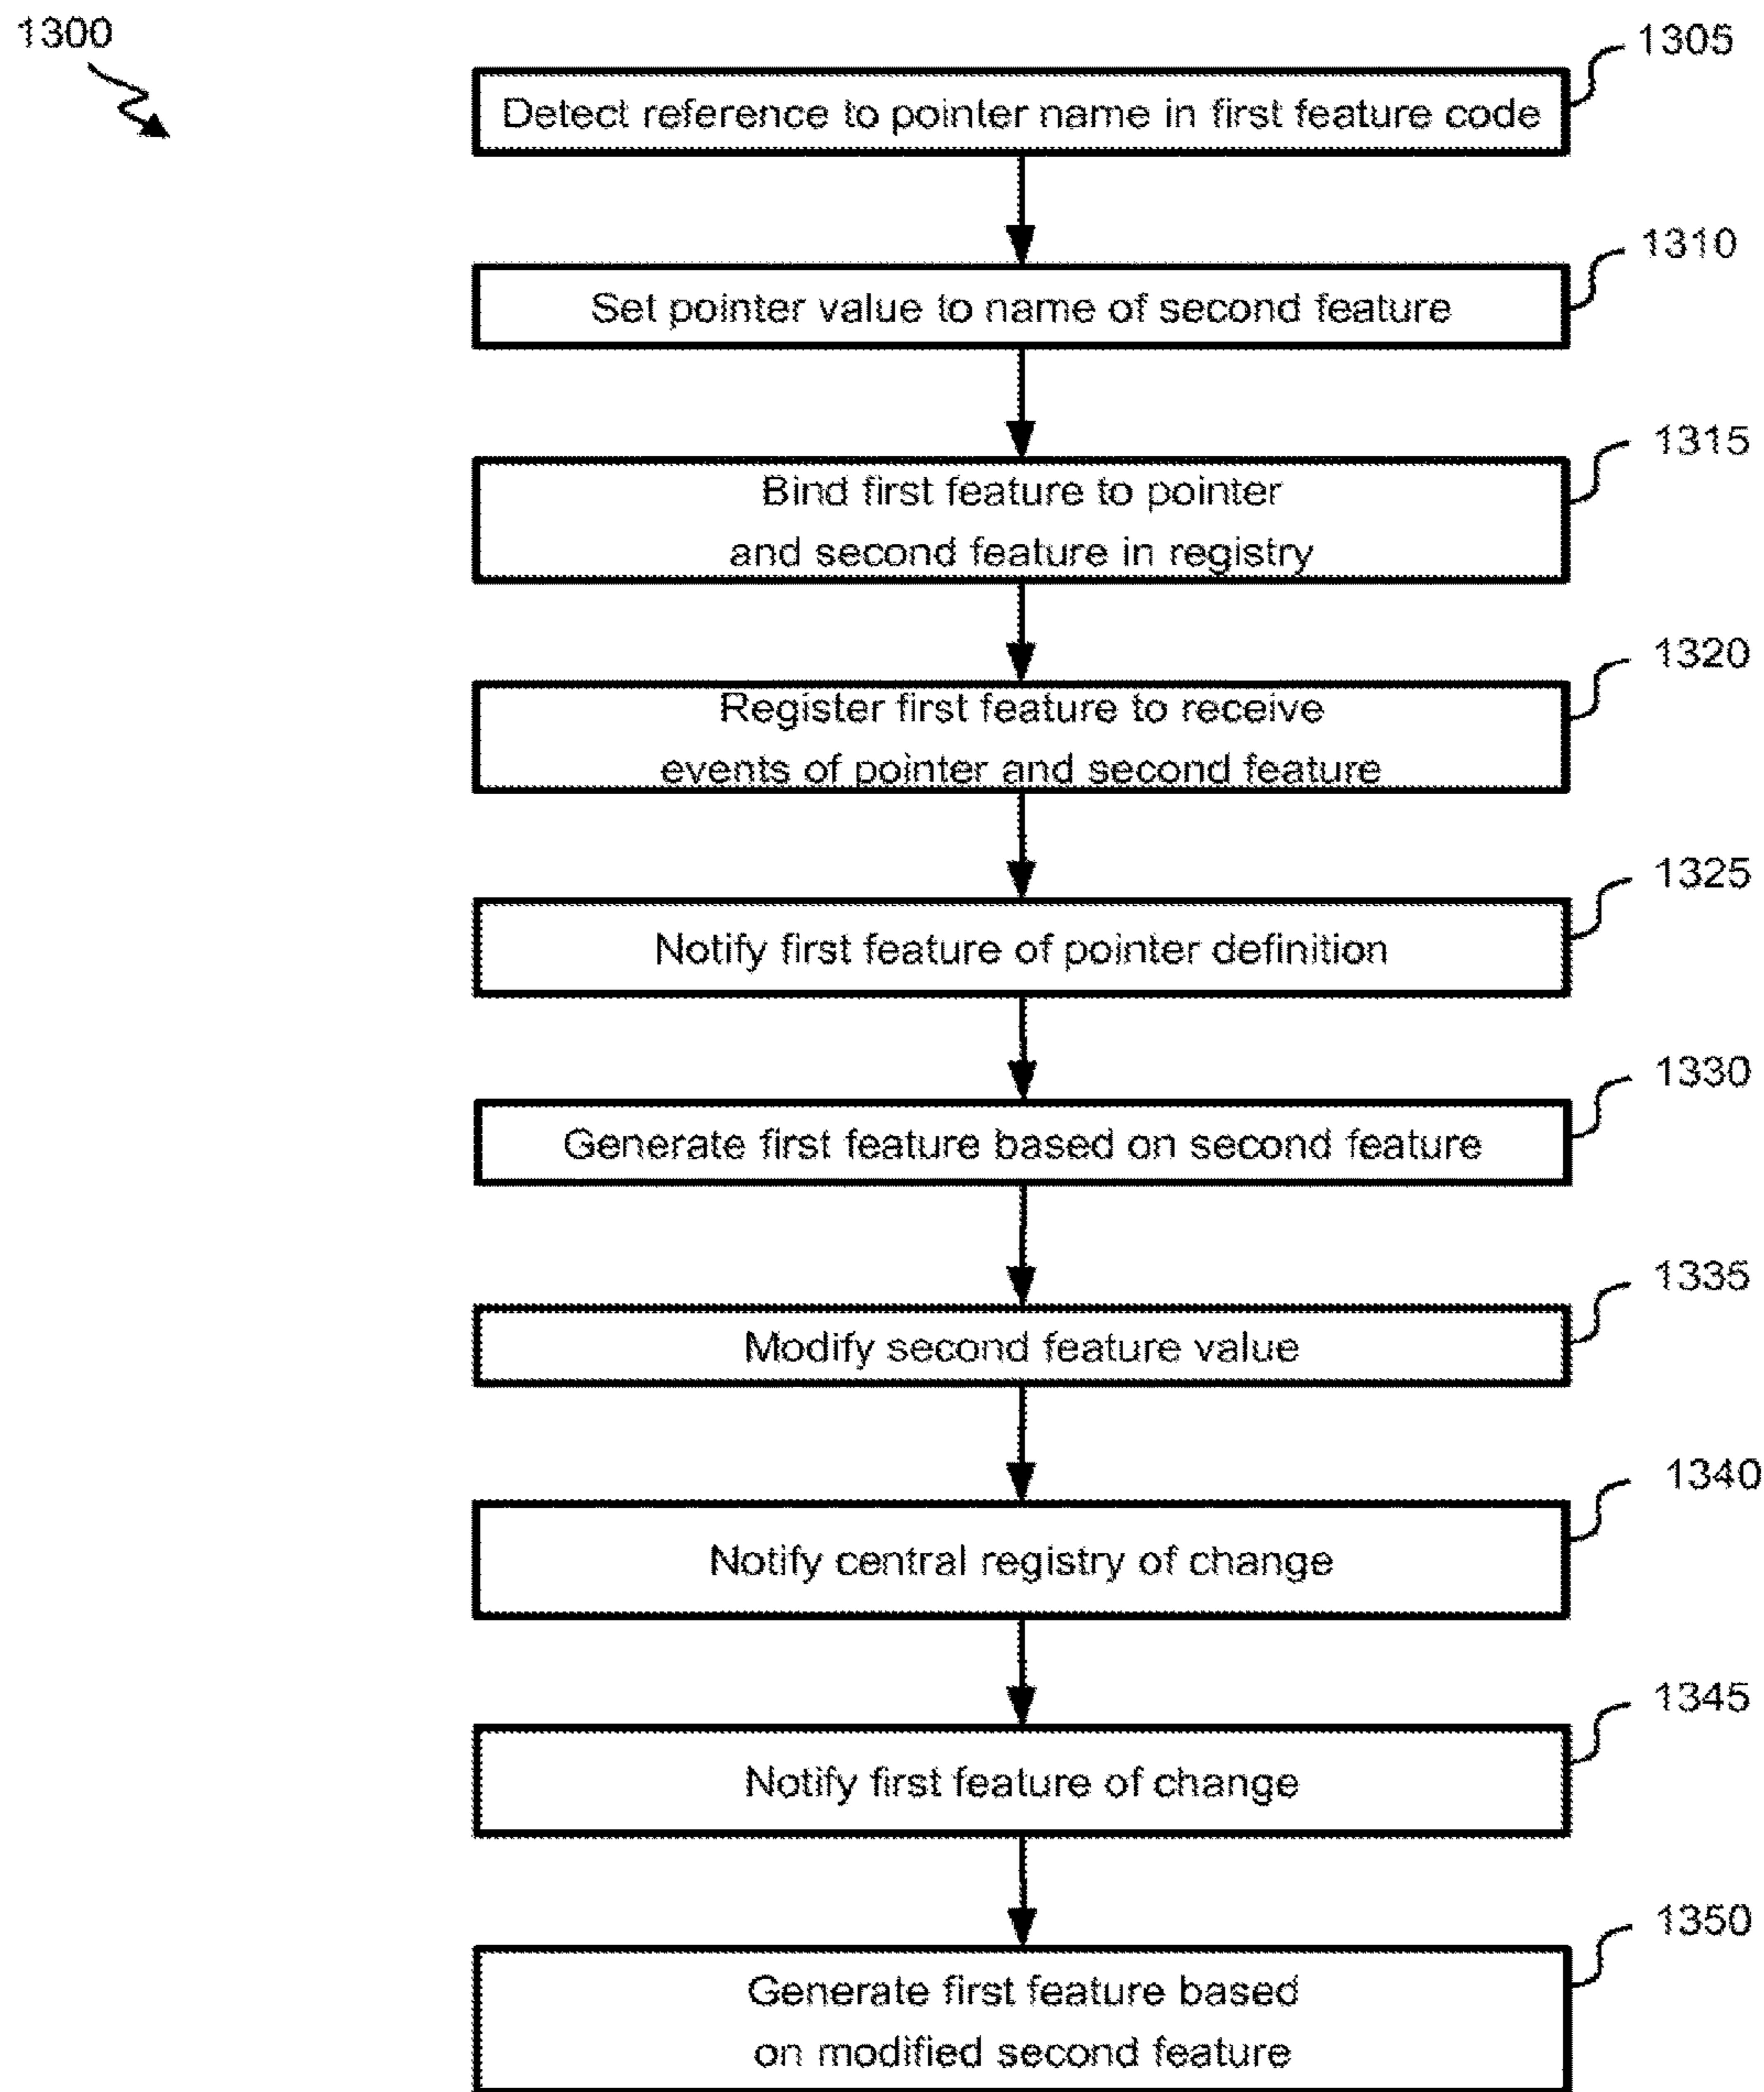 1300
1305
Detect reference to pointer name in first feature code
1310
Set pointer value to name of second feature
1315
Bind first feature to pointer
and second feature in registry
1320
Register first feature to receive
events of pointer and second feature
1325
Notify first feature of pointer definition
1330
Generate first feature based on second feature
1335
Modify second feature value
1340
Notify central registry of change
1345
Notify first feature of change
1350
Generate first feature based
on modified second feature